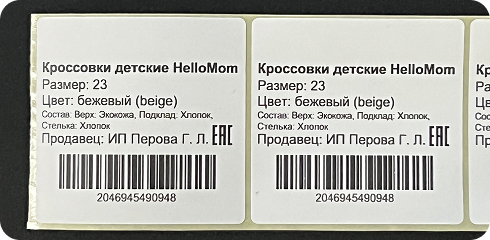 Кроссовки детские HelloMom
Размер: 23
Цвет: бежевый (beige)
Состав: Верх: Экокожа, Подклад: Хлопок,
Стелька: Хлопок
Продавец: ИП Перова Г. Л. EAC
2046945490948
Кроссовки детские HelloMom
Размер: 23
Цвет: бежевый (beige)
Состав: Верх: Экокожа, Подклад: Хлопок,
Стелька: Хлопок
Продавец: ИП Перова Г. Л. EAC
2046945490948